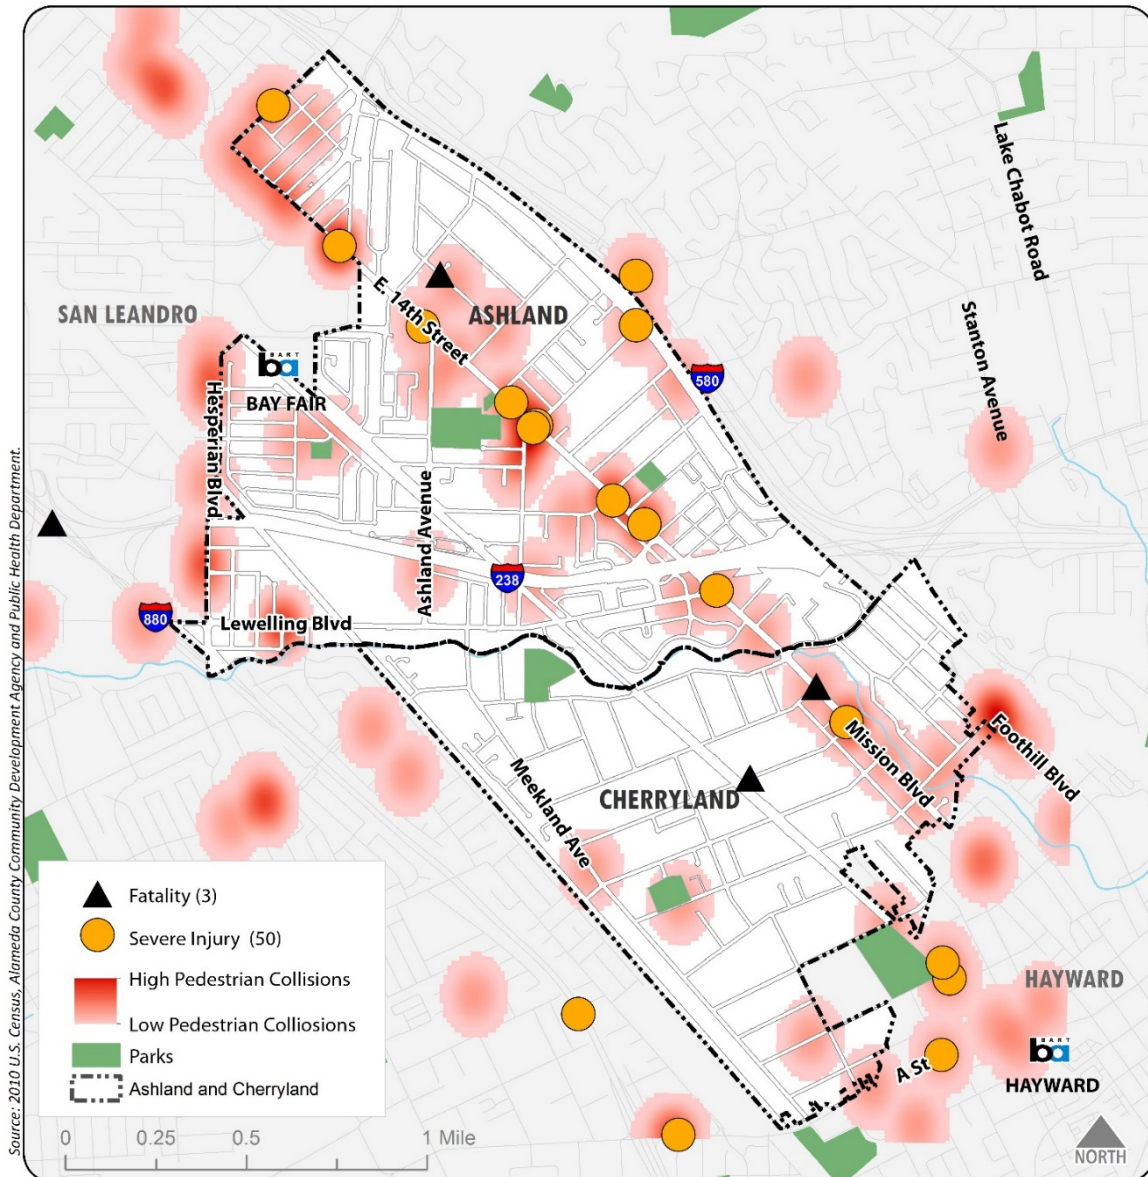 Lake Chabot Road
Stanton Avenue
SAN LEANDRO
E. 14th Street
ASHLAND
BART
ba
BAY FAIR
580
Hesperian Blvd
Ashland Avenue
238
880
Lewelling Blvd
Foothill Blvd
Mission Blvd
Meekland Ave
CHERRYLAND
HAYWARD
A St
BART
ba
HAYWARD
Fatality (3)
Severe Injury (50)
High Pedestrian Collisions
Low Pedestrian Colliosions
Parks
Ashland and Cherryland
0 0.25 0.5 1 Mile
NORTH
Source: 2010 U.S. Census, Alameda County Community Development Agency and Public Health Department.